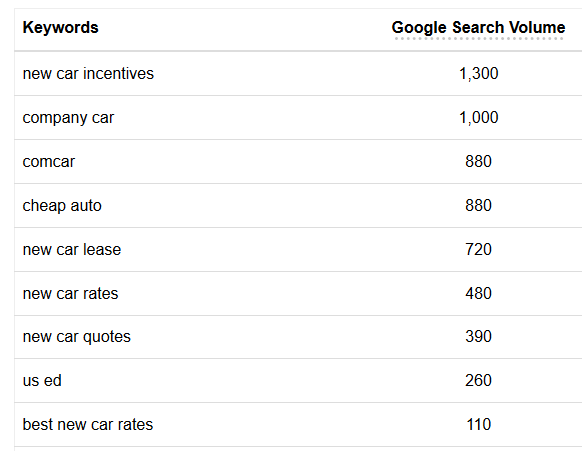 Keywords Google Search Volume
new car incentives 1,300
company car 1,000
comcar 880
cheap auto 880
new car lease 720
new car rates 480
new car quotes 390
us ed 260
best new car rates 110